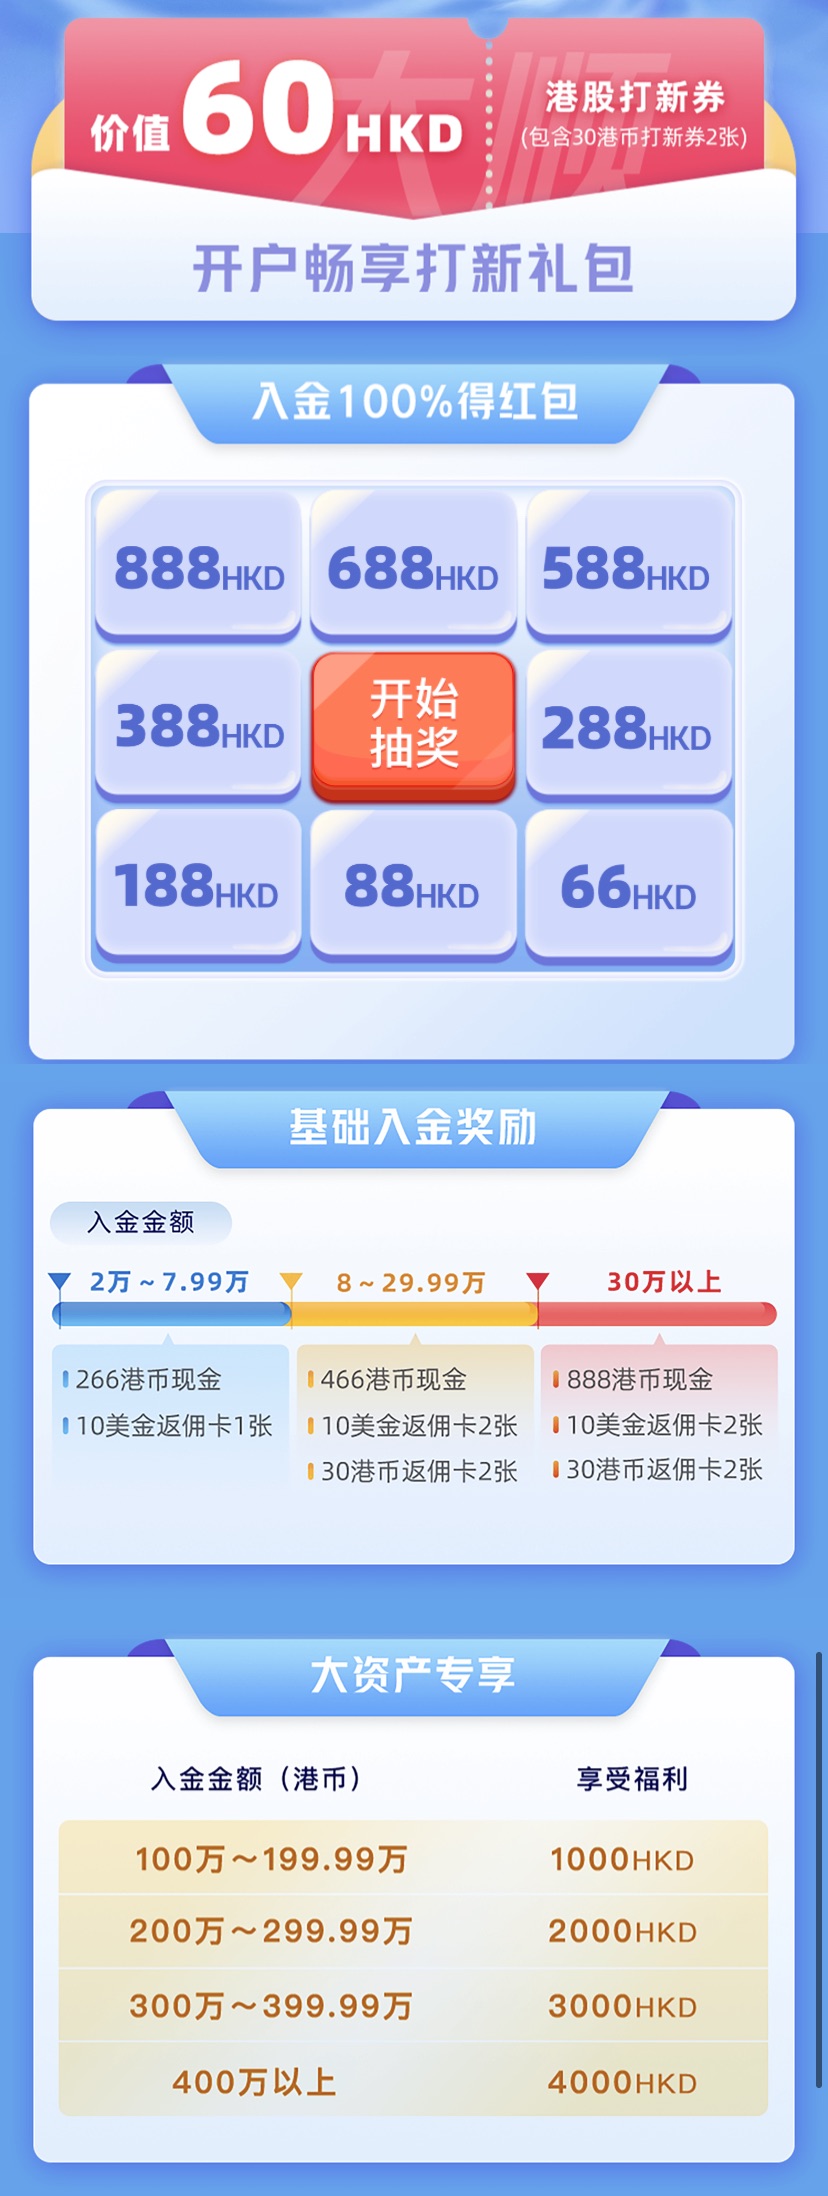 大顺
价值60HKD
港股打新券
(包含30港币打新券2张)
开户畅享打新礼包
入金100%得红包
888HKD 688HKD 588HKD
388HKD 开始抽奖 288HKD
188HKD 88HKD 66HKD
基础入金奖励
入金金额
2万~7.99万 8~29.99万 30万以上
266港币现金 466港币现金 888港币现金
10美金返佣卡1张 10美金返佣卡2张 10美金返佣卡2张
30港币返佣卡2张 30港币返佣卡2张
大资产专享
入金金额（港币） 享受福利
100万～199.99万 1000HKD
200万～299.99万 2000HKD
300万～399.99万 3000HKD
400万以上 4000HKD